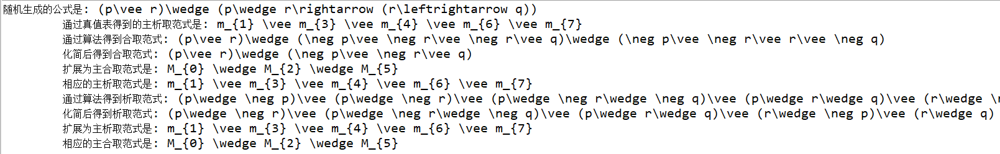 随机生成的公式是: (p\vee r)\wedge (p\wedge r\rightarrow (r\leftrightarrow q))
通过真值表得到的主析取范式是: m_{1} \vee m_{3} \vee m_{4} \vee m_{6} \vee m_{7}
通过算法得到合取范式: (p\vee r)\wedge (\neg p\vee \neg r\vee \neg r\vee q)\wedge (\neg p\vee \neg r\vee r\vee \neg q)
化简后得到合取范式: (p\vee r)\wedge (\neg p\vee \neg r\vee q)
扩展为主合取范式是: M_{0} \wedge M_{2} \wedge M_{5}
相应的主析取范式是: m_{1} \vee m_{3} \vee m_{4} \vee m_{6} \vee m_{7}
通过算法得到析取范式: (p\wedge \neg p)\vee (p\wedge \neg r)\vee (p\wedge \neg r\wedge \neg q)\vee (p\wedge r\wedge q)\vee (r\wedge \n
化简后得到析取范式: (p\wedge \neg r)\vee (p\wedge \neg r\wedge \neg q)\vee (p\wedge r\wedge q)\vee (r\wedge \neg p)\vee (r\wedge q)
扩展为主析取范式是: m_{1} \vee m_{3} \vee m_{4} \vee m_{6} \vee m_{7}
相应的主合取范式是: M_{0} \wedge M_{2} \wedge M_{5}